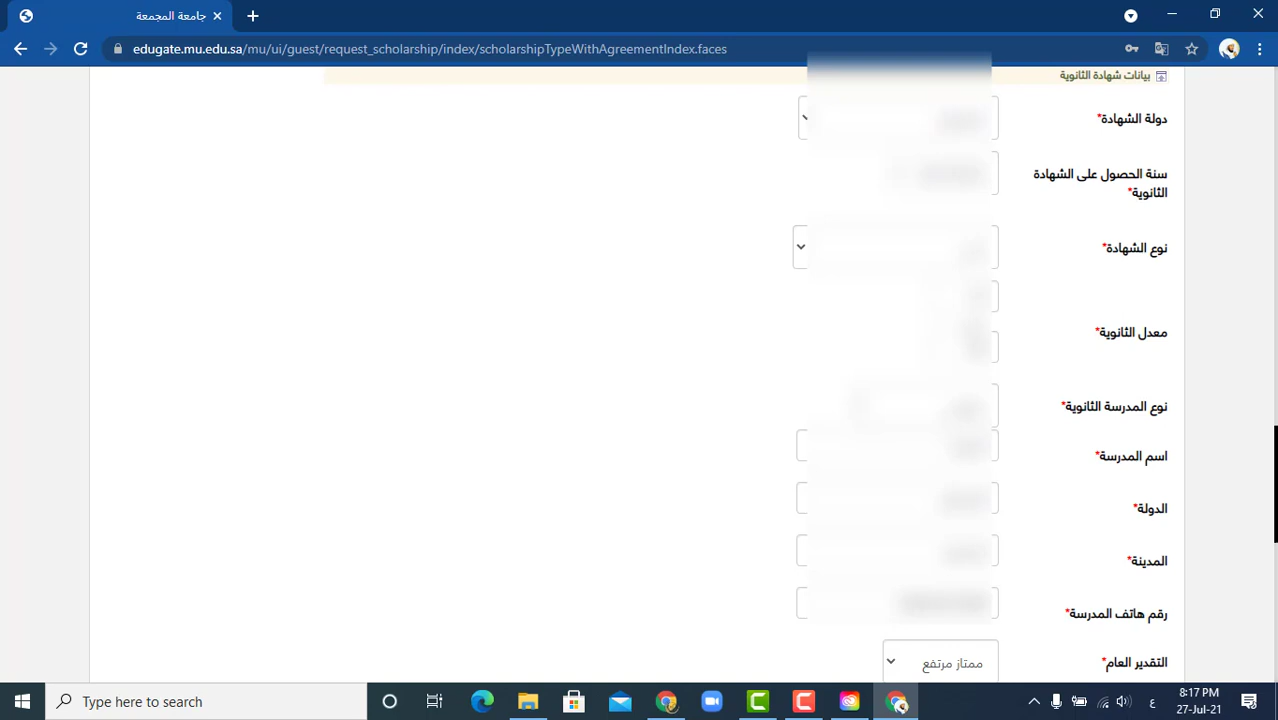 جامعة المجمعة
edugate.mu.edu.sa/mu/ui/guest/request_scholarship/index/scholarshipTypeWithAgreementIndex.faces
بيانات شهادة الثانوية
دولة الشهادة*
سنة الحصول على الشهادة
الثانوية*
نوع الشهادة*
معدل الثانوية*
نوع المدرسة الثانوية*
اسم المدرسة*
الدولة*
المدينة*
رقم هاتف المدرسة*
التقدير العام*
ممتاز مرتفع
Type here to search
ع
8:17 PM
27-Jul-21